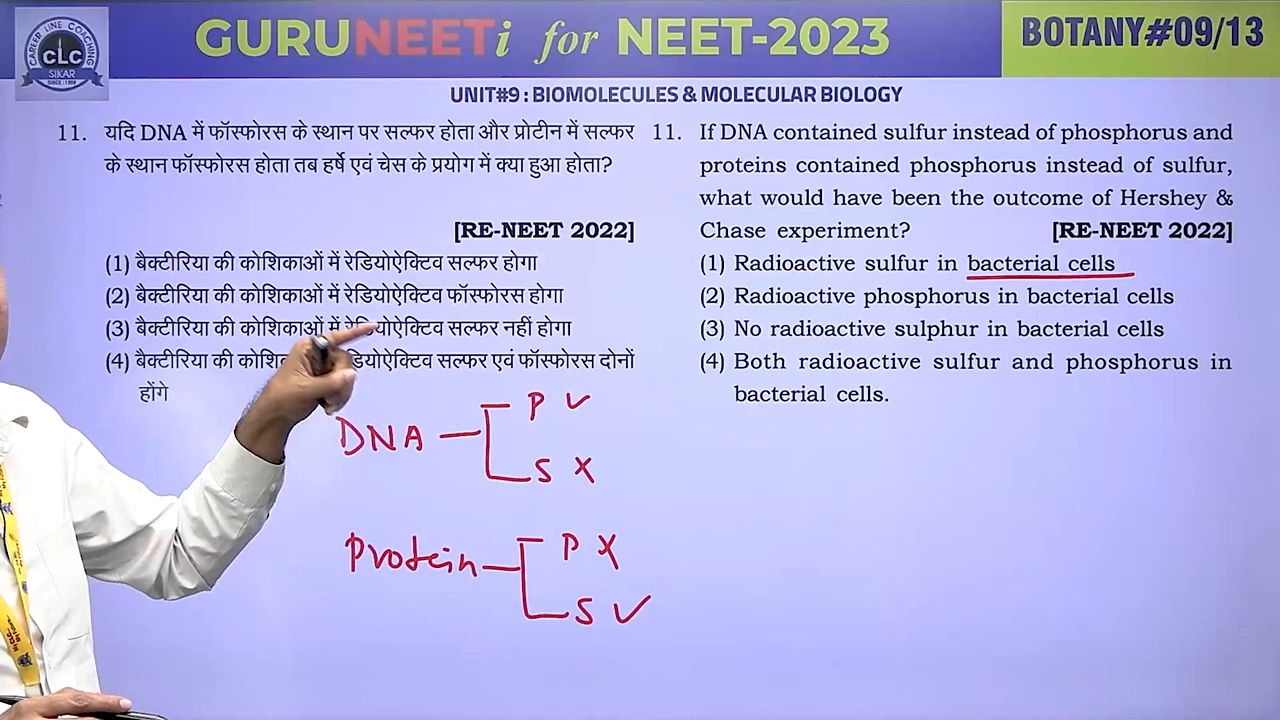 CAREER LINE COACHING
CLC
SIKAR
SINCE : 1996
GURUNEETi for NEET-2023
BOTANY#09/13
UNIT#9 : BIOMOLECULES & MOLECULAR BIOLOGY
11. यदि DNA में फॉस्फोरस के स्थान पर सल्फर होता और प्रोटीन में सल्फर
के स्थान फॉस्फोरस होता तब हर्षे एवं चेस के प्रयोग में क्या हुआ होता?
[RE-NEET 2022]
(1) बैक्टीरिया की कोशिकाओं में रेडियोऐक्टिव सल्फर होगा
(2) बैक्टीरिया की कोशिकाओं में रेडियोऐक्टिव फॉस्फोरस होगा
(3) बैक्टीरिया की कोशिकाओं में रेडियोऐक्टिव सल्फर नहीं होगा
(4) बैक्टीरिया की सल्फर एवं फॉस्फोरस दोनों
होंगे
11. If DNA contained sulfur instead of phosphorus and
proteins contained phosphorus instead of sulfur,
what would have been the outcome of Hershey &
Chase experiment? [RE-NEET 2022]
(1) Radioactive sulfur in bacterial cells
(2) Radioactive phosphorus in bacterial cells
(3) No radioactive sulphur in bacterial cells
(4) Both radioactive sulfur and phosphorus in
bacterial cells.
P ✓
DNA
S X
P X
Protein
S ✓